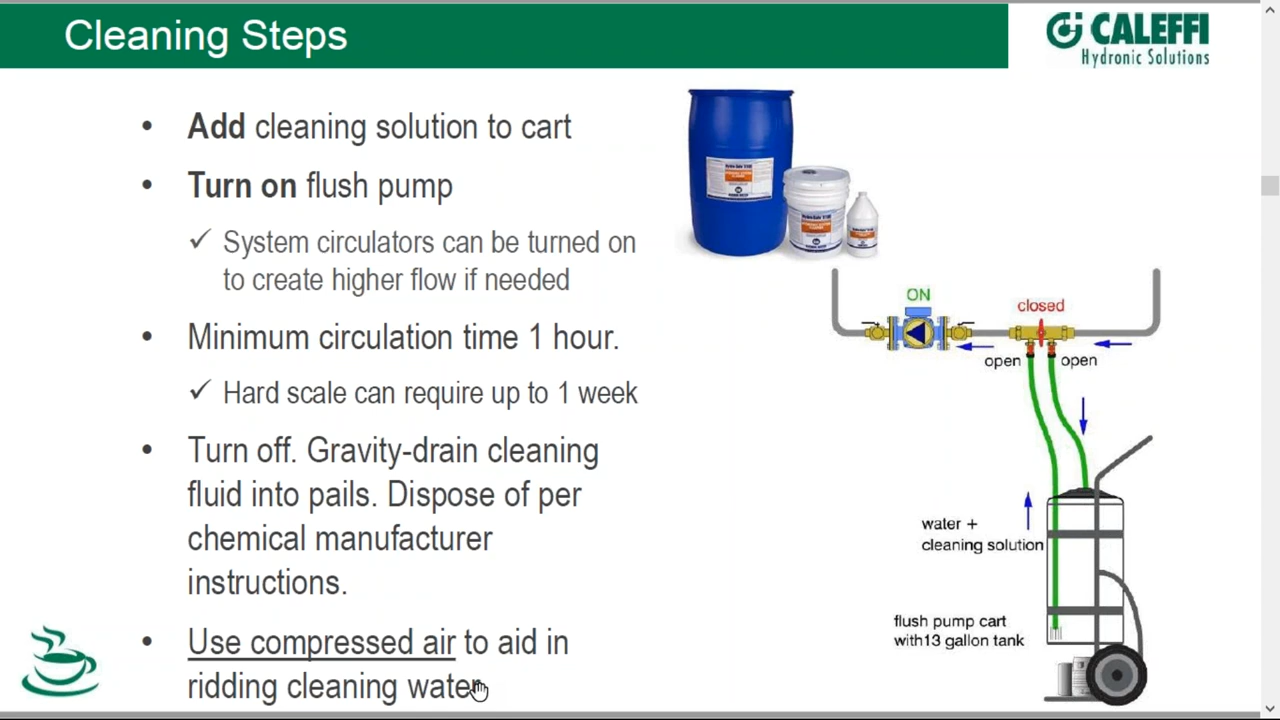 Cleaning Steps
CALEFFI
Hydronic Solutions
• Add cleaning solution to cart
• Turn on flush pump
✓ System circulators can be turned on
to create higher flow if needed
• Minimum circulation time 1 hour.
✓ Hard scale can require up to 1 week
• Turn off. Gravity-drain cleaning
fluid into pails. Dispose of per
chemical manufacturer
instructions.
• Use compressed air to aid in
ridding cleaning water
ON
closed
open
open
water +
cleaning solution
flush pump cart
with13 gallon tank